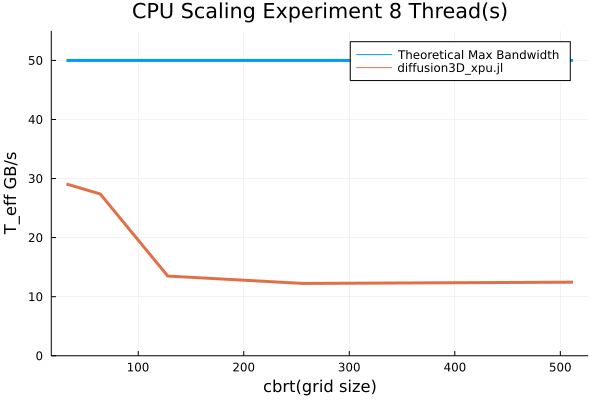 CPU Scaling Experiment 8 Thread(s)
Theoretical Max Bandwidth
diffusion3D_xpu.jl
T_eff GB/s
50
40
30
20
10
0
100 200 300 400 500
cbrt(grid size)